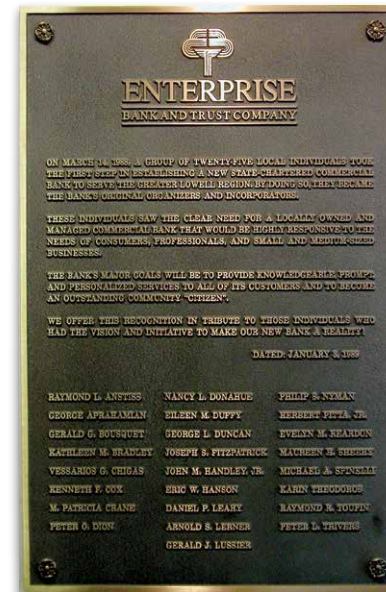 ENTERPRISE
BANK AND TRUST COMPANY
ON MARCH 14, 1988, A GROUP OF TWENTY-FIVE LOCAL INDIVIDUALS TOOK
THE FIRST STEP IN ESTABLISHING A NEW STATE-CHARTERED COMMERCIAL
BANK TO SERVE THE GREATER LOWELL REGION. BY DOING SO, THEY BECAME
THE BANK'S ORIGINAL ORGANIZERS AND INCORPORATORS.
THESE INDIVIDUALS SAW THE CLEAR NEED FOR A LOCALLY OWNED AND
MANAGED COMMERCIAL BANK THAT WOULD BE HIGHLY RESPONSIVE TO THE
NEEDS OF CONSUMERS, PROFESSIONALS, AND SMALL AND MEDIUM-SIZED
BUSINESSES.
THE BANK'S MAJOR GOALS WILL BE TO PROVIDE KNOWLEDGEABLE, PROMPT,
AND PERSONALIZED SERVICES TO ALL OF ITS CUSTOMERS AND TO BECOME
AN OUTSTANDING COMMUNITY "CITIZEN".
WE OFFER THIS RECOGNITION IN TRIBUTE TO THOSE INDIVIDUALS WHO
HAD THE VISION AND INITIATIVE TO MAKE OUR NEW BANK A REALITY.
DATED: JANUARY 3, 1989
RAYMOND L. ANSTISS
GEORGE APRAHAMIAN
GERALD G. BOUSQUET
KATHLEEN M. BRADLEY
VESSARIOS G. CHIGAS
KENNETH F. COX
M. PATRICIA CRANE
PETER O. DION
NANCY L. DONAHUE
EILEEN M. DUFFY
GEORGE L. DUNCAN
JOSEPH S. FITZPATRICK
JOHN M. HANDLEY, JR.
ERIC W. HANSON
DANIEL P. LEAHY
ARNOLD S. LERNER
GERALD J. LUSSIER
PHILIP S. NYMAN
HERBERT PITTA, JR.
EVELYN M. REARDON
MAUREEN H. SHEEHY
MICHAEL A. SPINELLI
KARIN THEODOROS
RAYMOND R. TOUPIN
PETER L. TRIVERS